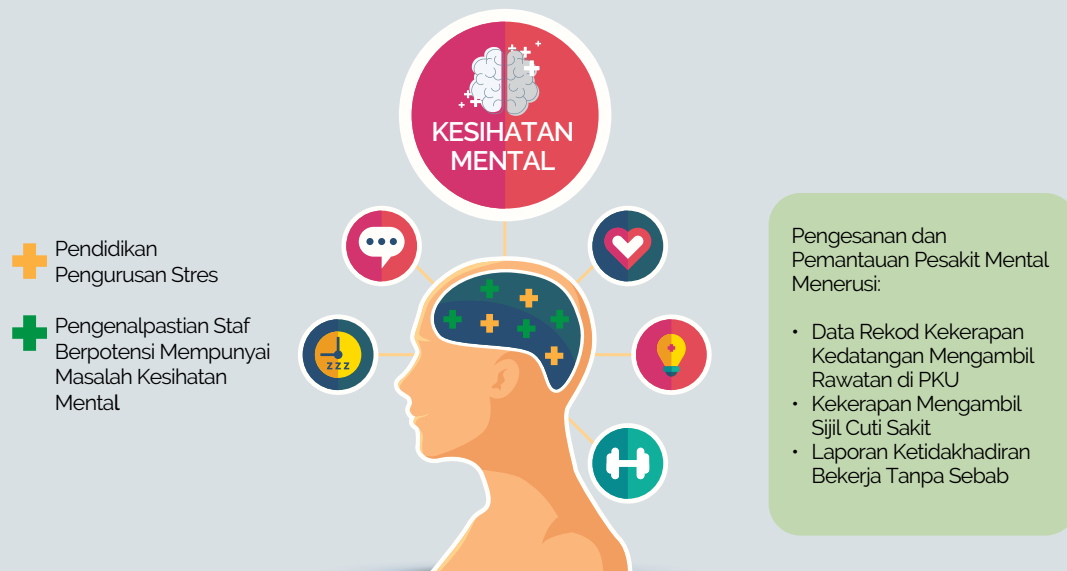 KESIHATAN
MENTAL
Pendidikan
Pengurusan Stres
Pengenalpastian Staf
Berpotensi Mempunyai
Masalah Kesihatan
Mental
zzz
Pengesanan dan
Pemantauan Pesakit Mental
Menerusi:
• Data Rekod Kekerapan
Kedatangan Mengambil
Rawatan di PKU
• Kekerapan Mengambil
Sijil Cuti Sakit
• Laporan Ketidakhadiran
Bekerja Tanpa Sebab